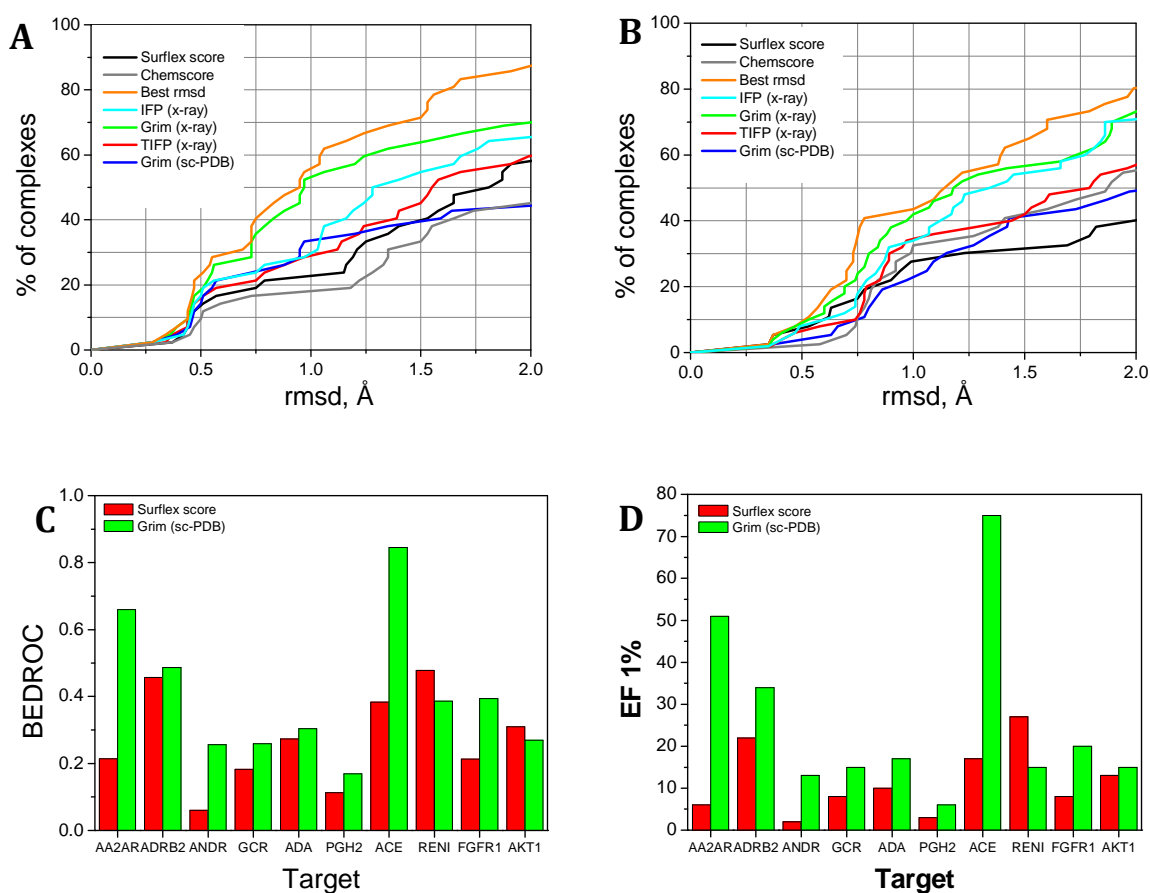 A
Surflex score
Chemscore
Best rmsd
IFP (x-ray)
Grim (x-ray)
TIFP (x-ray)
Grim (sc-PDB)
100
80
60
40
20
0
% of complexes
0.0 0.5 1.0 1.5 2.0
rmsd, Å
B
Surflex score
Chemscore
Best rmsd
IFP (x-ray)
Grim (x-ray)
TIFP (x-ray)
Grim (sc-PDB)
100
80
60
40
20
0
% of complexes
0.0 0.5 1.0 1.5 2.0
rmsd, Å
C
Surflex score
Grim (sc-PDB)
1.0
0.8
0.6
0.4
0.2
0.0
BEDROC
AA2AR ADRB2 ANDR GCR ADA PGH2 ACE RENI FGFR1 AKT1
Target
D
Surflex score
Grim (sc-PDB)
80
70
60
50
40
30
20
10
0
EF 1%
AA2AR ADRB2 ANDR GCR ADA PGH2 ACE RENI FGFR1 AKT1
Target